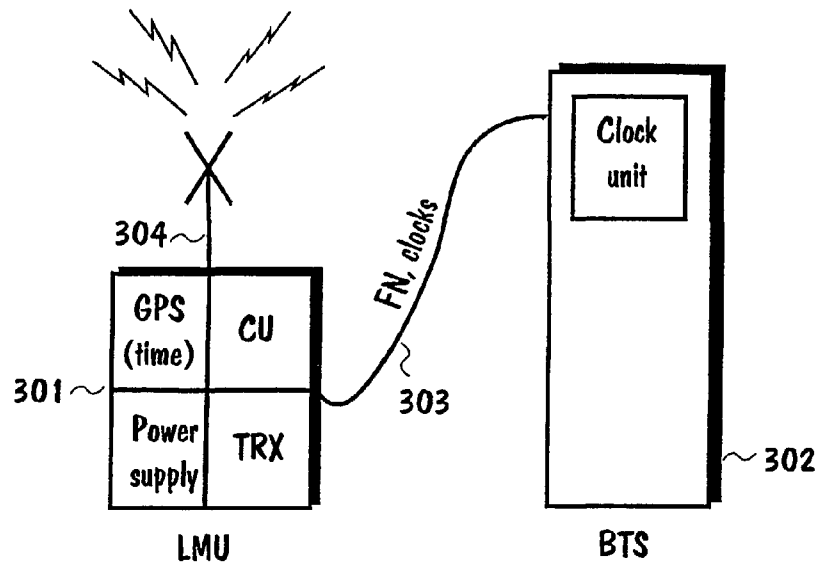 Clock
unit
304
FN, clocks
GPS
(time)
CU
301
303
Power
supply
TRX
302
LMU
BTS